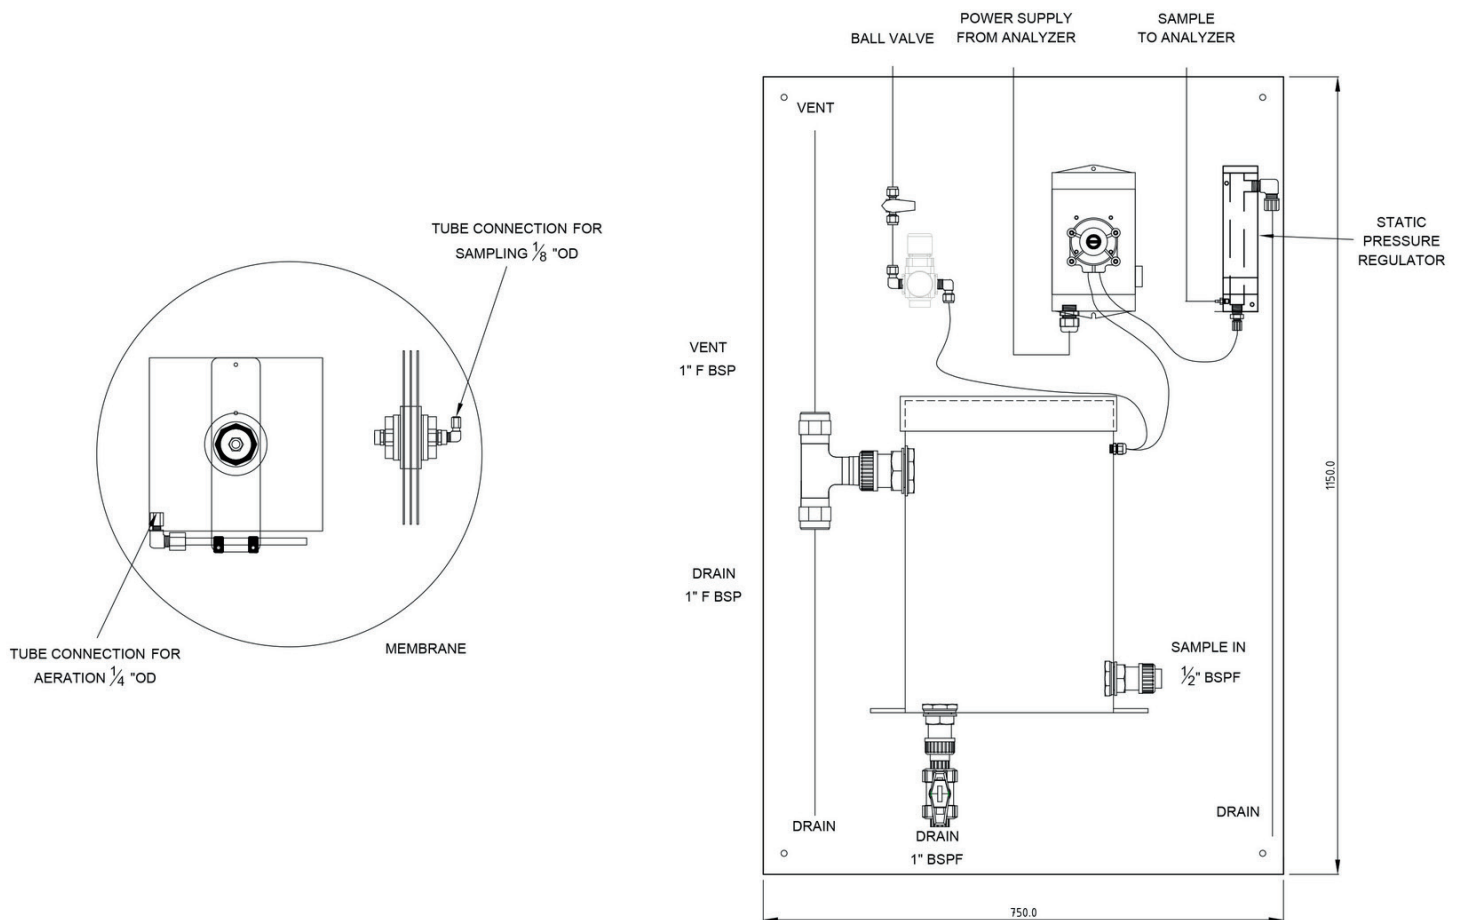 BALL VALVE
POWER SUPPLY
FROM ANALYZER
SAMPLE
TO ANALYZER
VENT
TUBE CONNECTION FOR
SAMPLING 1/8 "OD
STATIC
PRESSURE
REGULATOR
VENT
1" F BSP
1150.0
DRAIN
1" F BSP
MEMBRANE
TUBE CONNECTION FOR
AERATION 1/4 "OD
SAMPLE IN
1/2" BSPF
DRAIN
DRAIN
1" BSPF
DRAIN
750.0